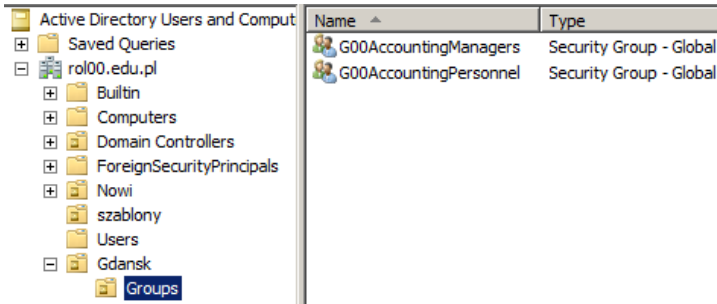 Active Directory Users and Comput
Saved Queries
rol00.edu.pl
Builtin
Computers
Domain Controllers
ForeignSecurityPrincipals
Nowi
szablony
Users
Gdansk
Groups
Name Type
G00AccountingManagers Security Group - Global
G00AccountingPersonnel Security Group - Global